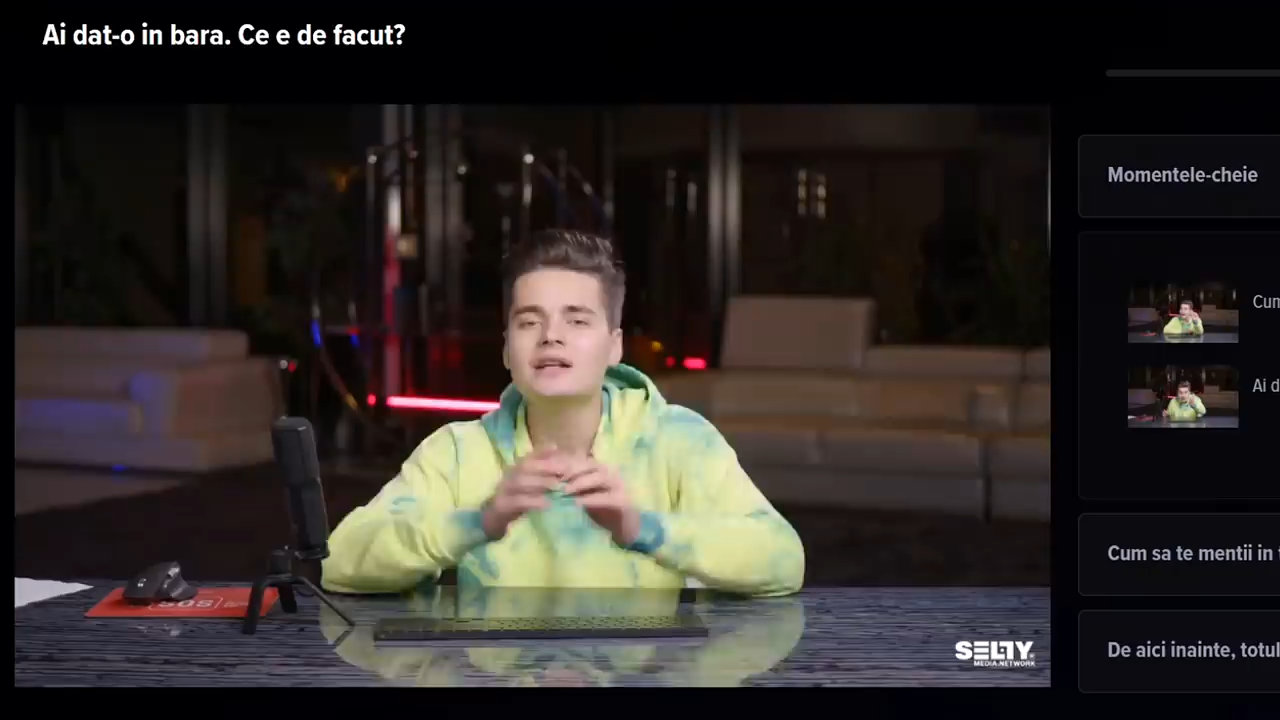 Ai dat-o in bara. Ce e de facut?
Momentele-cheie
Cum
Ai d
SOS
SELTY
MEDIA NETWORK
Cum sa te mentii in
De aici inainte, totul